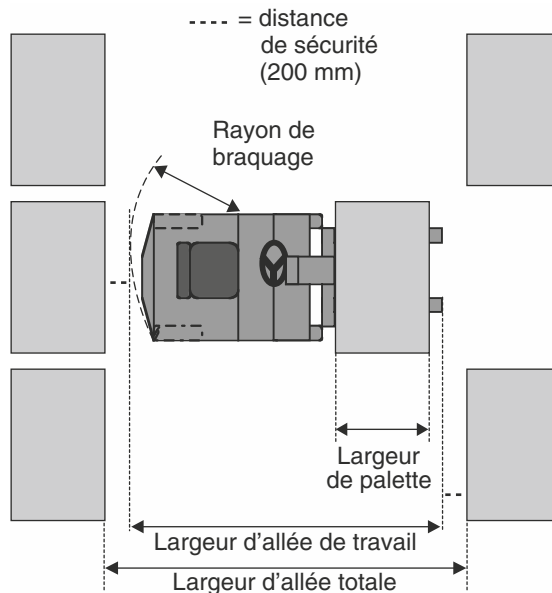 ---- = distance
de sécurité
(200 mm)
Rayon de
braquage
Largeur
de palette
Largeur d'allée de travail
Largeur d'allée totale